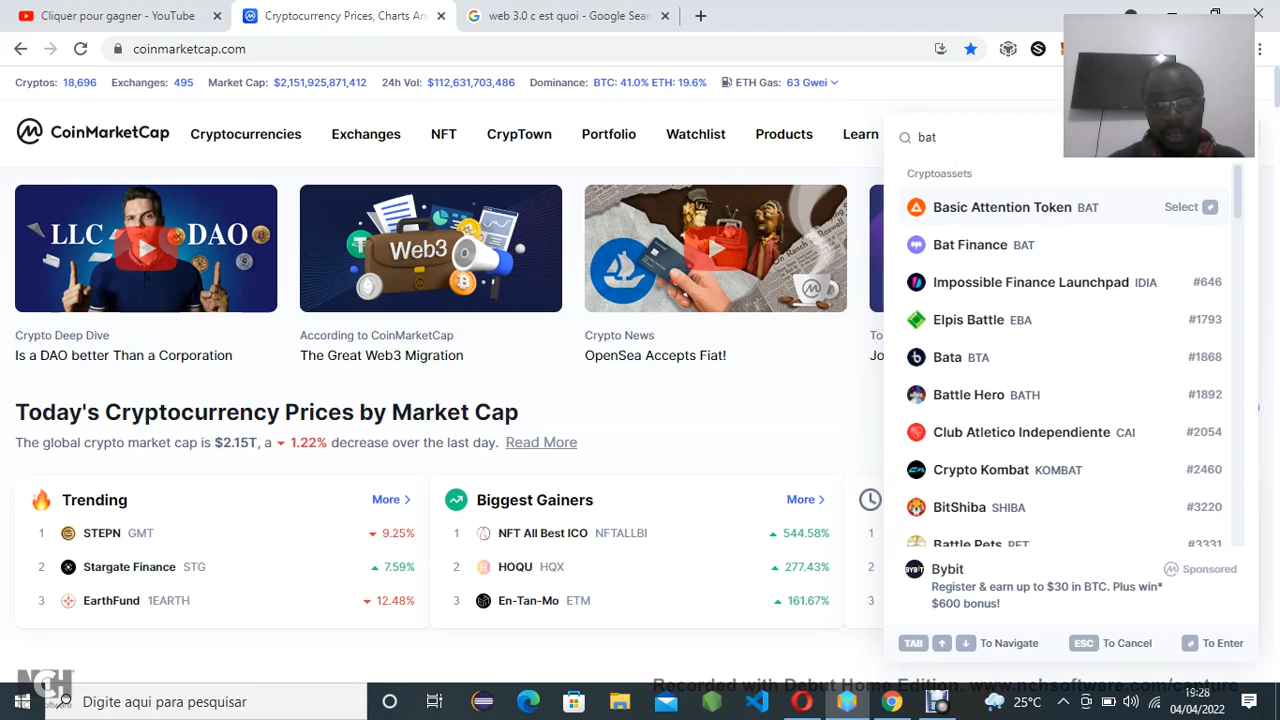 Cliquer pour gagner - YouTube
Cryptocurrency Prices, Charts An
web 3.0 c est quoi - Google Sear
coinmarketcap.com
Cryptos: 18,696 Exchanges: 495 Market Cap: $2,151,925,871,412 24h Vol: $112,631,703,486 Dominance: BTC: 41.0% ETH: 19.6% ETH Gas: 63 Gwei
CoinMarketCap Cryptocurrencies Exchanges NFT CrypTown Portfolio Watchlist Products Learn
bat
Cryptoassets
Basic Attention Token BAT Select
Bat Finance BAT
Impossible Finance Launchpad IDIA #646
Elpis Battle EBA #1793
Bata BTA #1868
Battle Hero BATH #1892
Club Atletico Independiente CAI #2054
Crypto Kombat KOMBAT #2460
BitShiba SHIBA #3220
Battle Pets PET #3331
Bybit Sponsored
Register & earn up to $30 in BTC. Plus win*
$600 bonus!
TAB To Navigate ESC To Cancel To Enter
LLC DAO
Web3
Crypto Deep Dive
Is a DAO better Than a Corporation
According to CoinMarketCap
The Great Web3 Migration
Crypto News
OpenSea Accepts Fiat!
Today's Cryptocurrency Prices by Market Cap
The global crypto market cap is $2.15T, a 1.22% decrease over the last day. Read More
Trending More
1 STEPN GMT 9.25%
2 Stargate Finance STG 7.59%
3 EarthFund 1EARTH 12.48%
Biggest Gainers More
1 NFT All Best ICO NFTALLBI 544.58%
2 HOQU HQX 277.43%
3 En-Tan-Mo ETM 161.67%
1
2
3
NCH
Recorded with Debut Home Edition. www.nchsoftware.com/capture
Digite aqui para pesquisar
25°C
19:28
04/04/2022